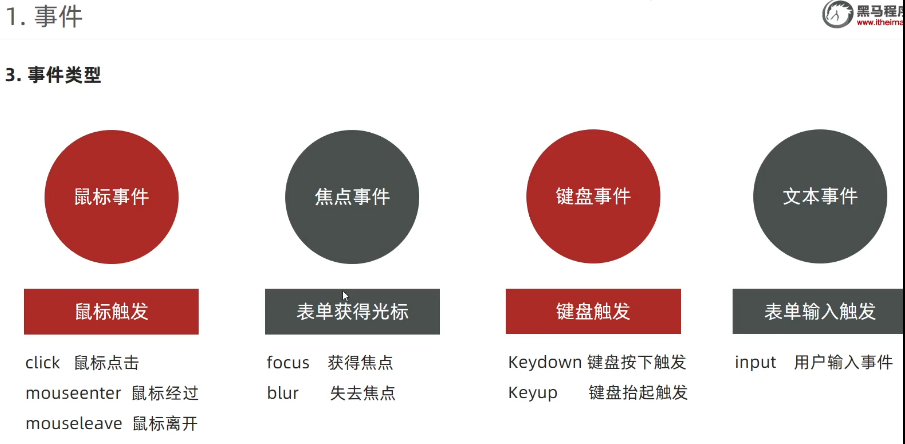 1. 事件
黑马程序
www.itheima
3. 事件类型
鼠标事件
焦点事件
键盘事件
文本事件
鼠标触发
表单获得光标
键盘触发
表单输入触发
click 鼠标点击
mouseenter 鼠标经过
mouseleave 鼠标离开
focus 获得焦点
blur 失去焦点
Keydown 键盘按下触发
Keyup 键盘抬起触发
input 用户输入事件